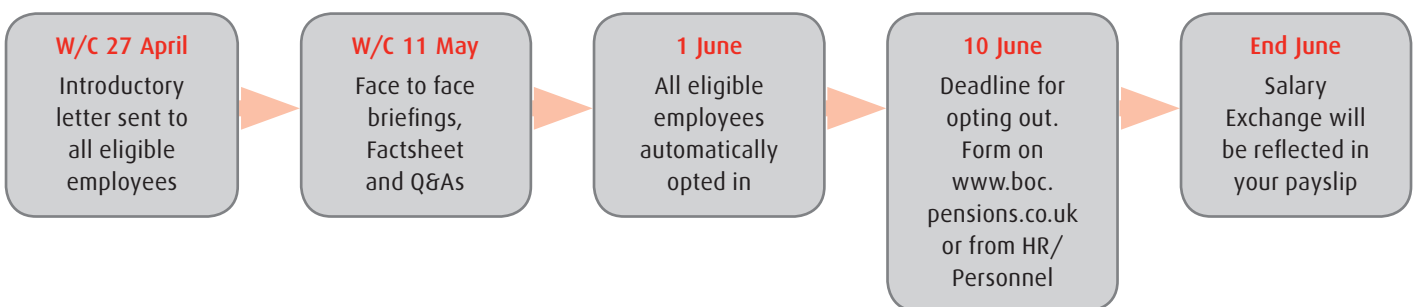 W/C 27 April
Introductory
letter sent to
all eligible
employees
W/C 11 May
Face to face
briefings,
Factsheet
and Q&As
1 June
All eligible
employees
automatically
opted in
10 June
Deadline for
opting out.
Form on
www.boc.
pensions.co.uk
or from HR/
Personnel
End June
Salary
Exchange will
be reflected in
your payslip